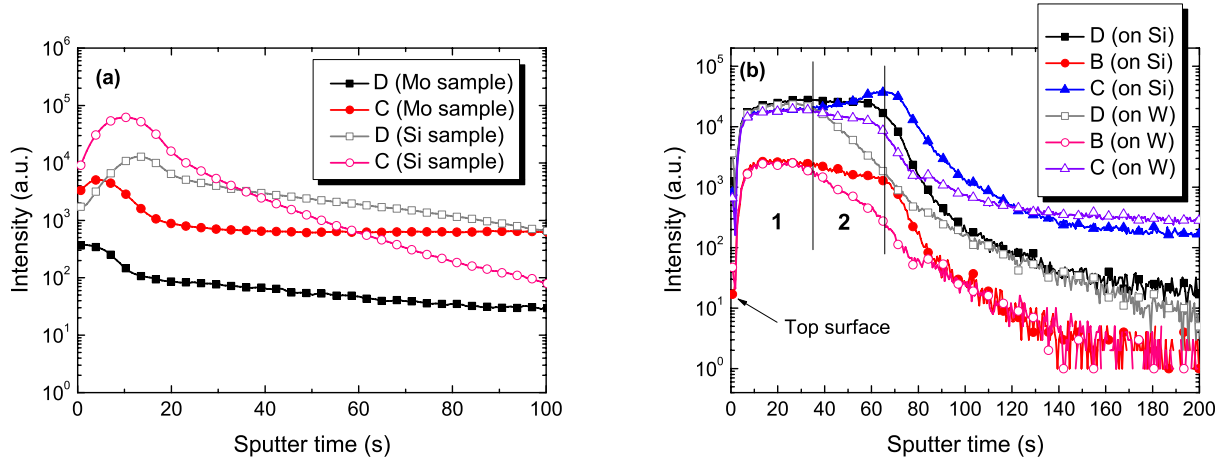 (a)
D (Mo sample)
C (Mo sample)
D (Si sample)
C (Si sample)
10^6
10^5
10^4
10^3
10^2
10^1
10^0
Intensity (a.u.)
0 20 40 60 80 100
Sputter time (s)
(b)
D (on Si)
B (on Si)
C (on Si)
D (on W)
B (on W)
C (on W)
10^5
10^4
10^3
10^2
10^1
10^0
Intensity (a.u.)
1 2
Top surface
0 20 40 60 80 100 120 140 160 180 200
Sputter time (s)